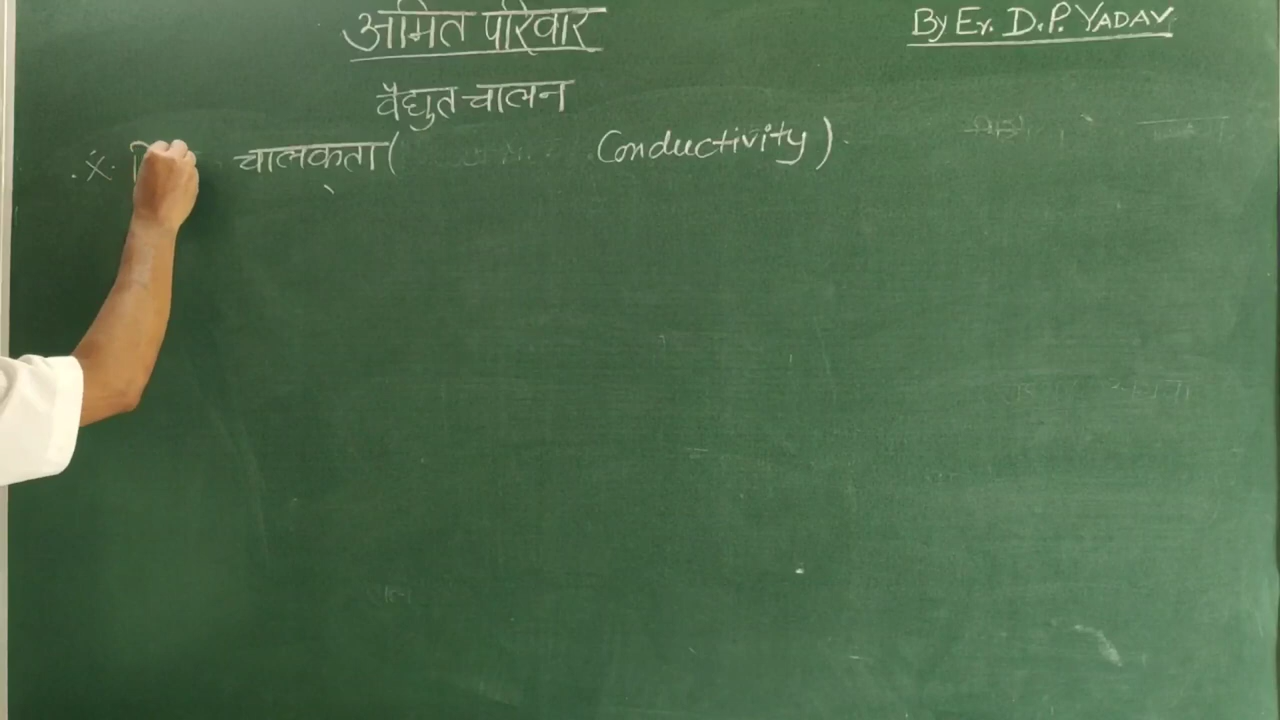 अमित परिवार
By Er. D.P. YADAV
वैद्युत चालन
चालकता ( Conductivity ).